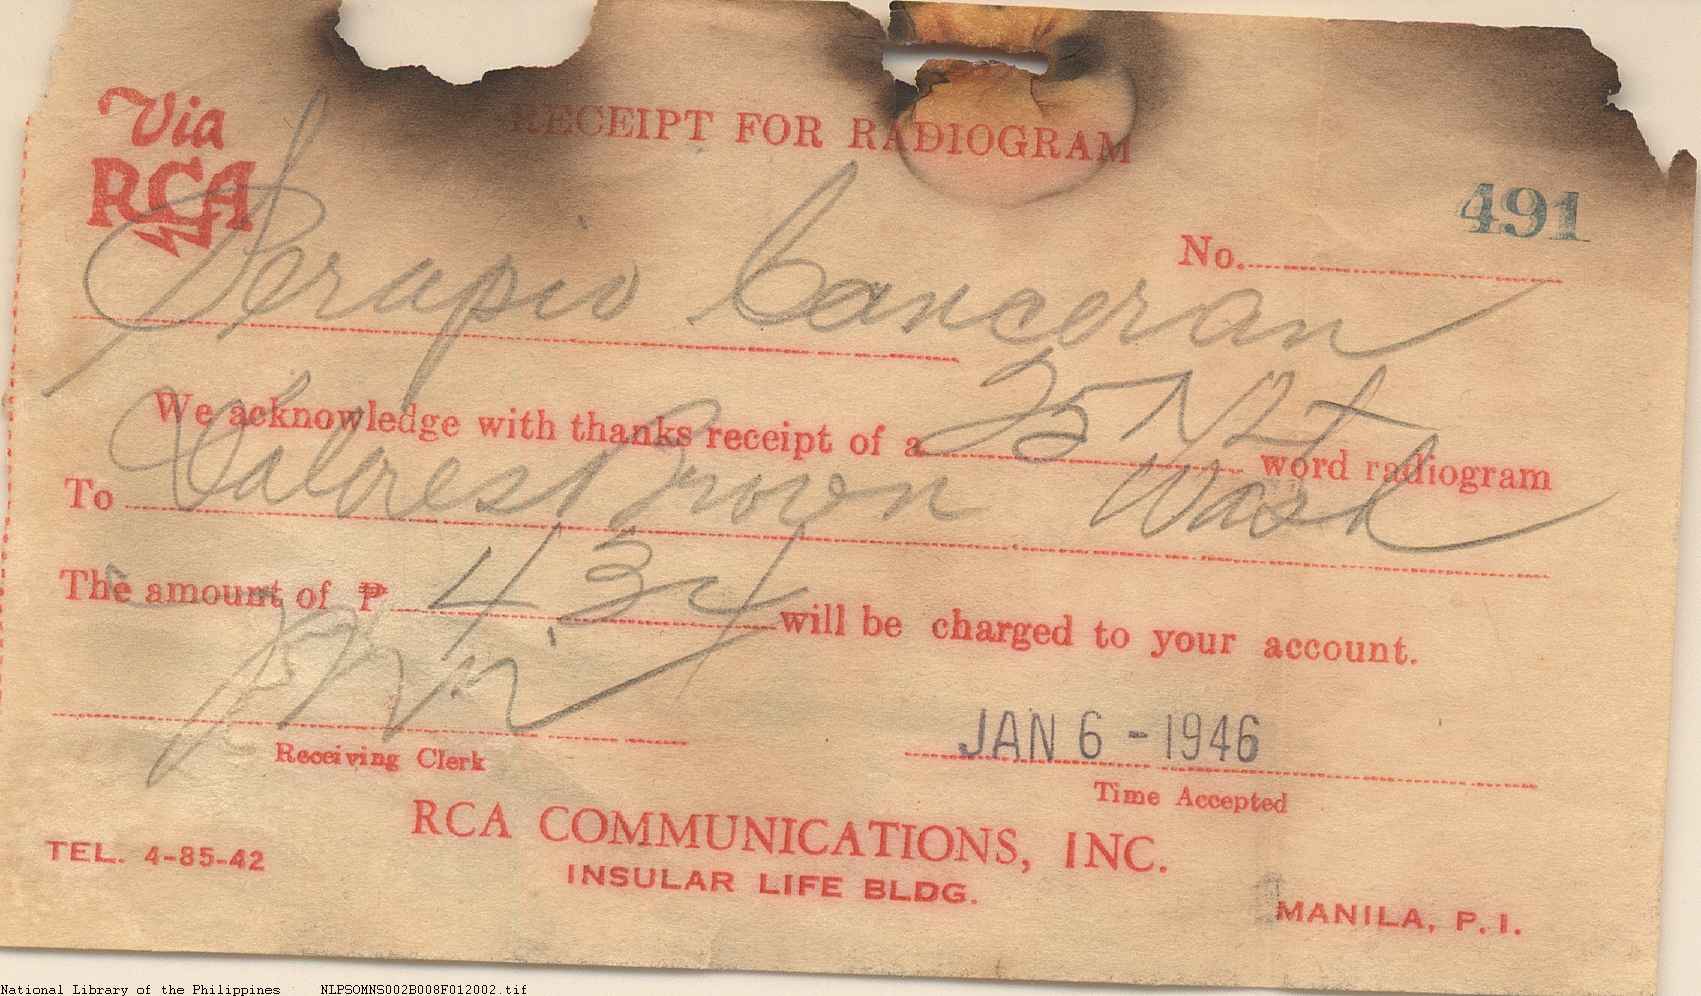 Via
RCA
RECEIPT FOR RADIOGRAM
491
No.
Serapio Canceran
25 NLT
We acknowledge with thanks receipt of a word radiogram
To Brown Wash
The amount of ₱ 4.34 will be charged to your account.
Receiving Clerk
JAN 6 - 1946
Time Accepted
RCA COMMUNICATIONS, INC.
TEL. 4-85-42
INSULAR LIFE BLDG.
MANILA, P. I.
National Library of the Philippines NLPSOMNS002B008F012002.tif